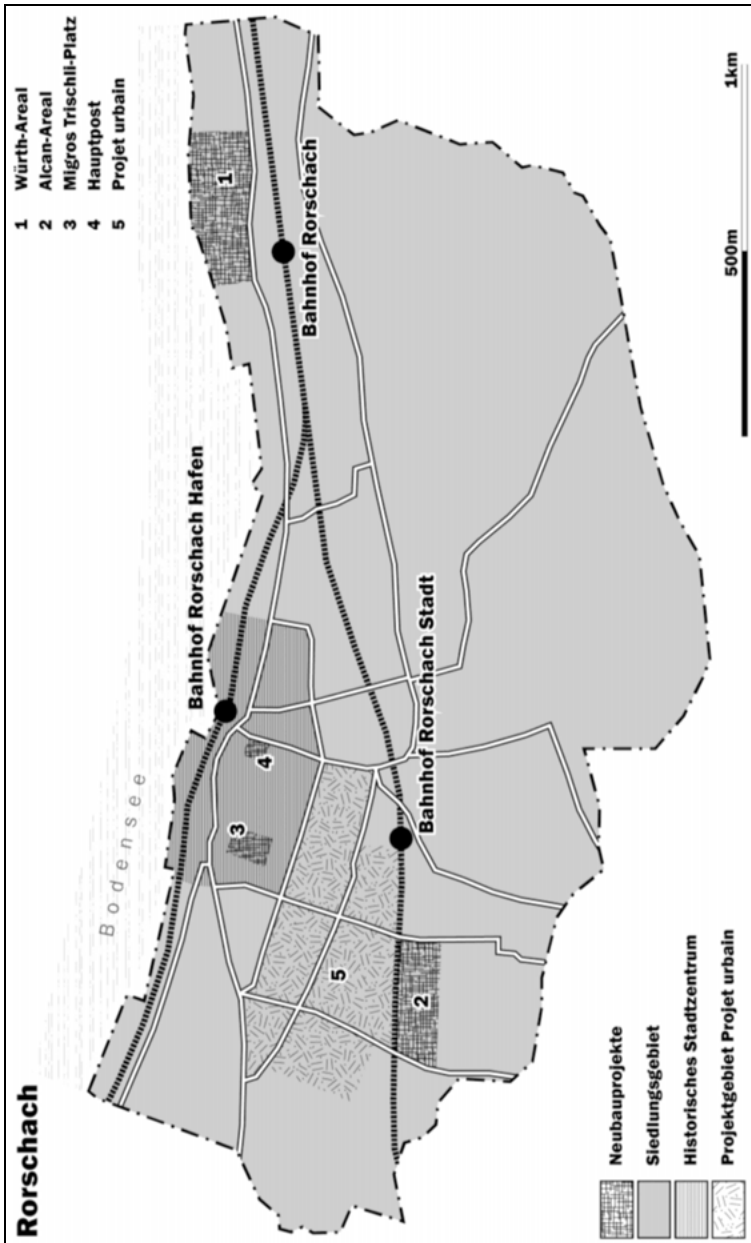 Rorschach
1 Würth-Areal
2 Alcan-Areal
3 Migros Trischli-Platz
4 Hauptpost
5 Projet urbain
Bodensee
Bahnhof Rorschach Hafen
Bahnhof Rorschach
Bahnhof Rorschach Stadt
1
2
3
4
5
Neubauprojekte
Siedlungsgebiet
Historisches Stadtzentrum
Projektgebiet Projet urbain
500m
1km